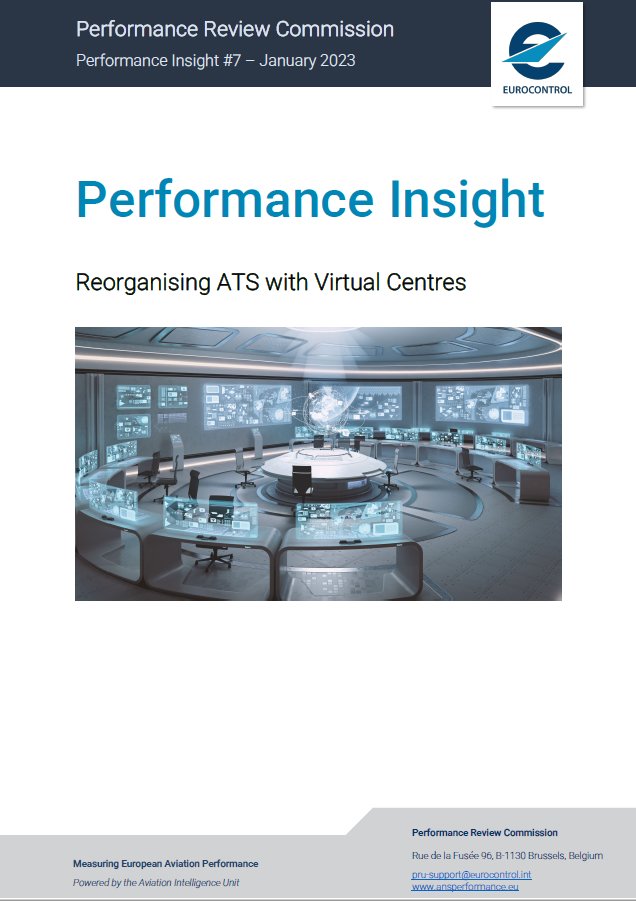 Performance Review Commission
Performance Insight #7 – January 2023
EUROCONTROL
Performance Insight
Reorganising ATS with Virtual Centres
Measuring European Aviation Performance
Powered by the Aviation Intelligence Unit
Performance Review Commission
Rue de la Fusée 96, B-1130 Brussels, Belgium
pru-support@eurocontrol.int
www.ansperformance.eu